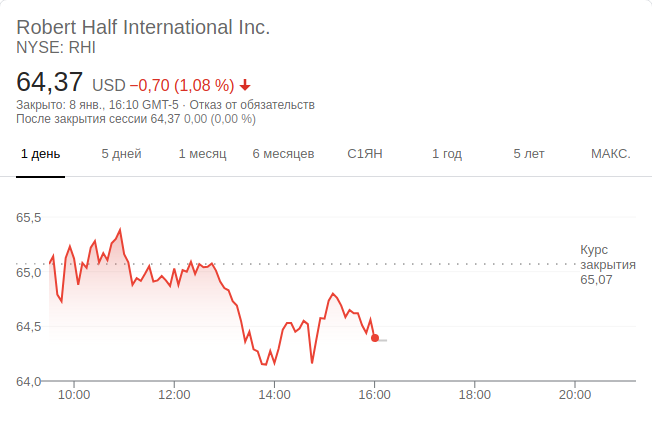 Robert Half International Inc.
NYSE: RHI
64,37 USD −0,70 (1,08 %)
Закрыто: 8 янв., 16:10 GMT-5 · Отказ от обязательств
После закрытия сессии 64,37 0,00 (0,00 %)
1 день 5 дней 1 месяц 6 месяцев С1ЯН 1 год 5 лет МАКС.
65,5
65,0
64,5
64,0
Курс
закрытия
65,07
10:00 12:00 14:00 16:00 18:00 20:00